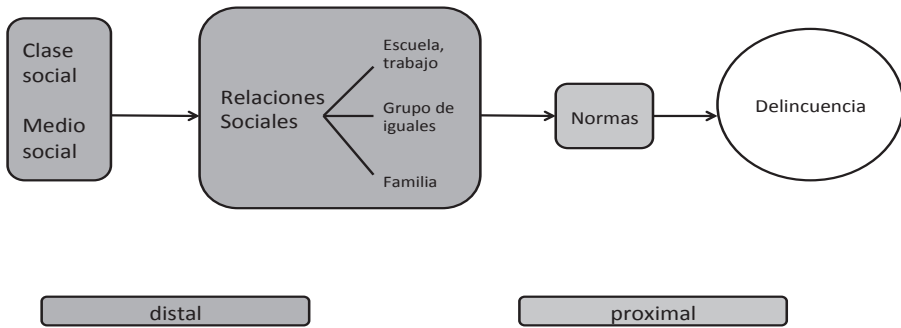 Clase
social
Medio
social
Relaciones
Sociales
Escuela,
trabajo
Grupo de
iguales
Familia
Normas
Delincuencia
distal
proximal